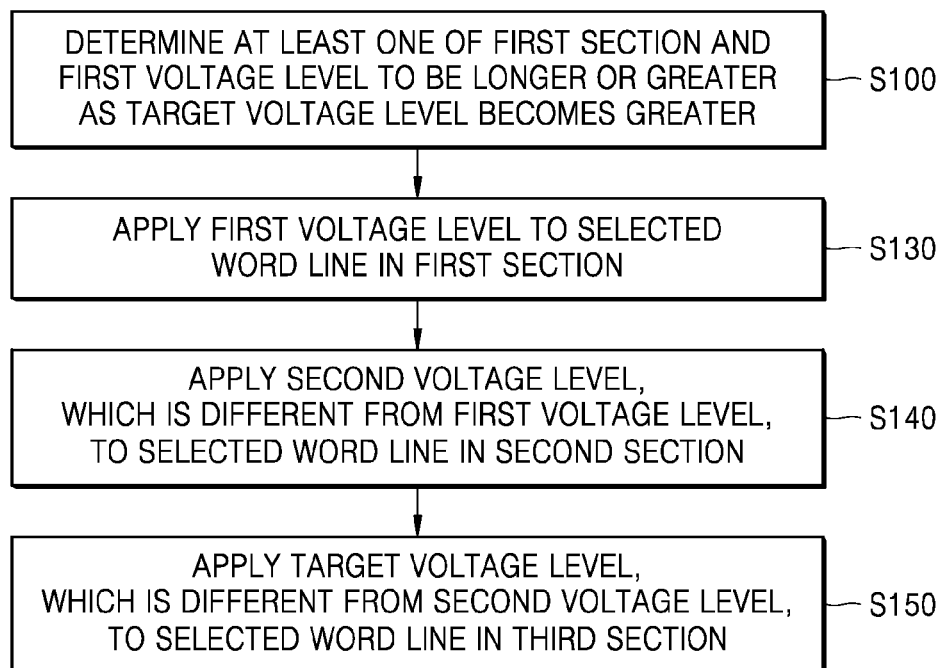 DETERMINE AT LEAST ONE OF FIRST SECTION AND
FIRST VOLTAGE LEVEL TO BE LONGER OR GREATER
AS TARGET VOLTAGE LEVEL BECOMES GREATER
S100
APPLY FIRST VOLTAGE LEVEL TO SELECTED
WORD LINE IN FIRST SECTION
S130
APPLY SECOND VOLTAGE LEVEL,
WHICH IS DIFFERENT FROM FIRST VOLTAGE LEVEL,
TO SELECTED WORD LINE IN SECOND SECTION
S140
APPLY TARGET VOLTAGE LEVEL,
WHICH IS DIFFERENT FROM SECOND VOLTAGE LEVEL,
TO SELECTED WORD LINE IN THIRD SECTION
S150